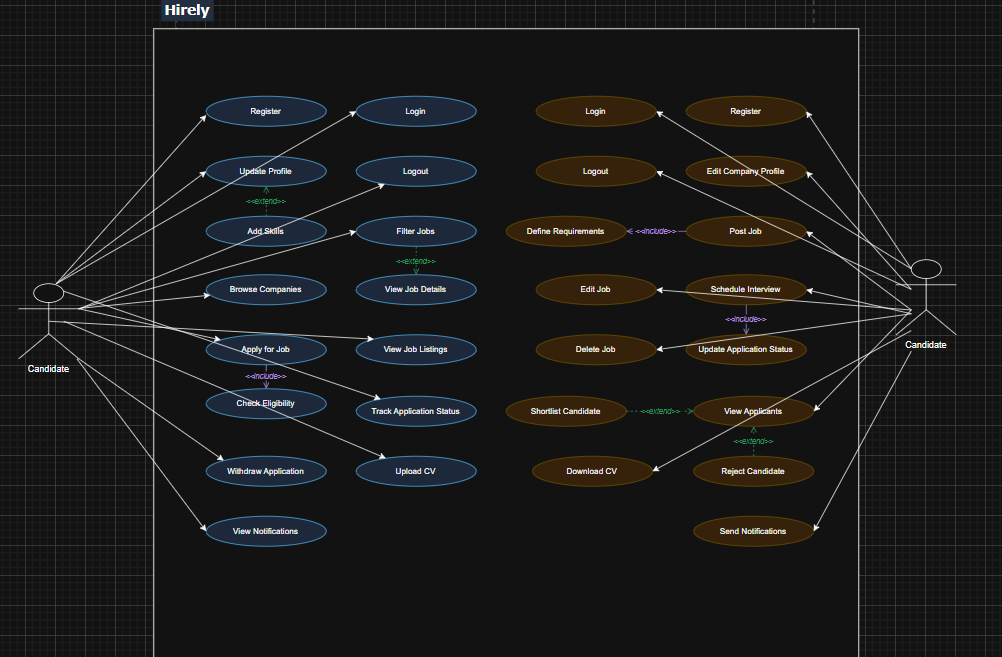 Hirely
Register
Login
Login
Register
Update Profile
Logout
Logout
Edit Company Profile
<<extend>>
Add Skills
Filter Jobs
Define Requirements
<<include>>
Post Job
<<extend>>
Browse Companies
View Job Details
Edit Job
Schedule Interview
<<include>>
Apply for Job
View Job Listings
Delete Job
Update Application Status
Candidate
Candidate
<<include>>
Check Eligibility
Track Application Status
Shortlist Candidate
<<extend>>
View Applicants
<<extend>>
Withdraw Application
Upload CV
Download CV
Reject Candidate
View Notifications
Send Notifications